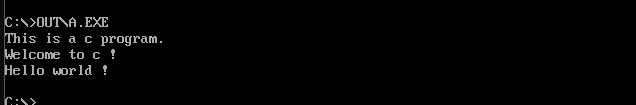 C:\>OUT\A.EXE
This is a c program.
Welcome to c !
Hello world !
C:\>